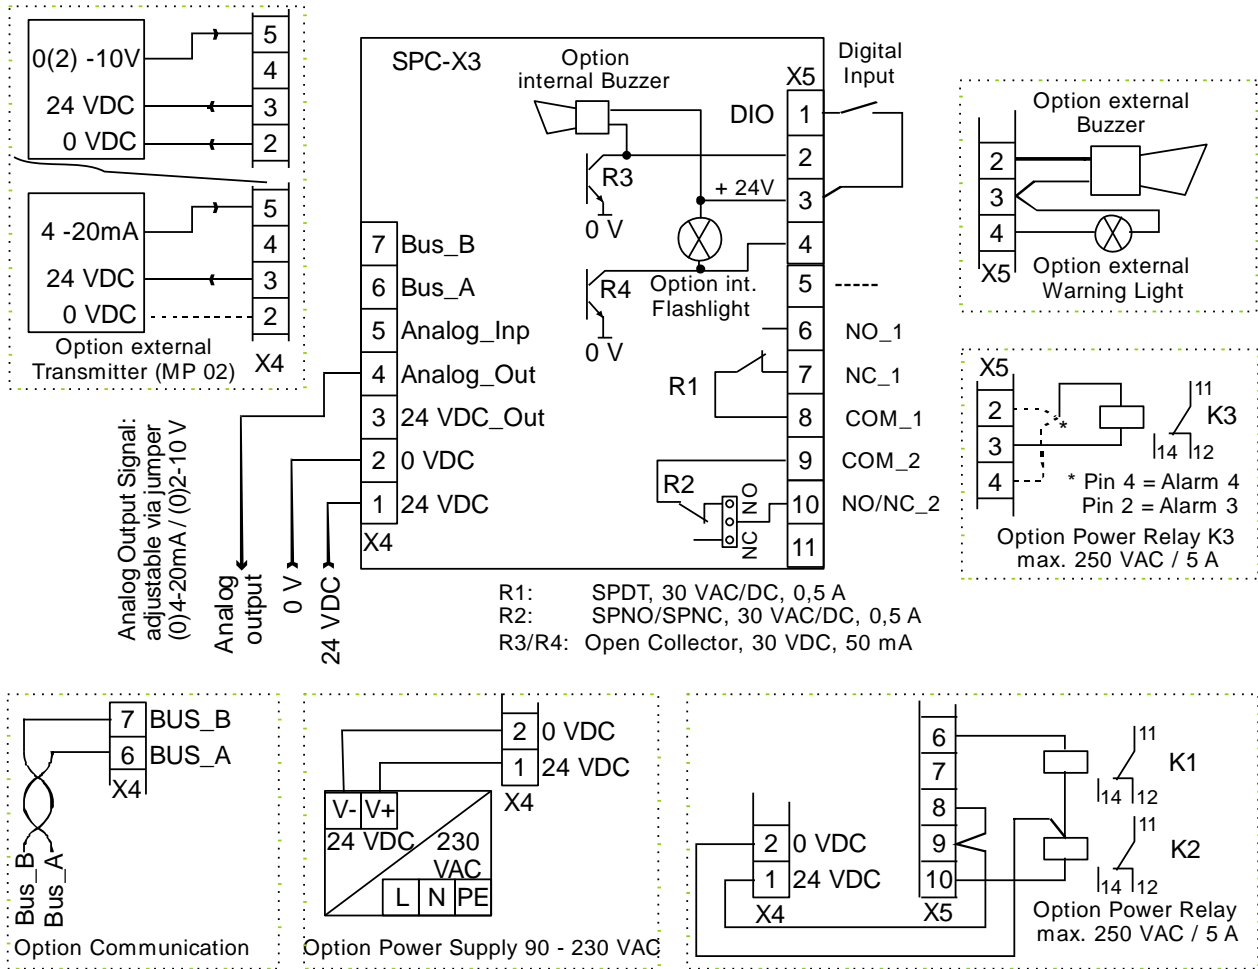 0(2) -10V
24 VDC
0 VDC
5
4
3
2
4 -20mA
24 VDC
0 VDC
5
4
3
2
Option external
Transmitter (MP 02)
X4
SPC-X3
Option
internal Buzzer
X5
Digital
Input
DIO
1
2
3
4
5
6
7
8
9
10
11
R3
0 V
+ 24V
R4
0 V
Option int.
Flashlight
-----
NO_1
NC_1
COM_1
COM_2
NO/NC_2
R1
R2
NO
NC
7 Bus_B
6 Bus_A
5 Analog_Inp
4 Analog_Out
3 24 VDC_Out
2 0 VDC
1 24 VDC
X4
Analog Output Signal:
adjustable via jumper
(0)4-20mA / (0)2-10 V
Analog
output
0 V
24 VDC
R1: SPDT, 30 VAC/DC, 0,5 A
R2: SPNO/SPNC, 30 VAC/DC, 0,5 A
R3/R4: Open Collector, 30 VDC, 50 mA
Option external
Buzzer
2
3
4
X5
Option external
Warning Light
X5
2
3
4
*
11
K3
14 12
* Pin 4 = Alarm 4
Pin 2 = Alarm 3
Option Power Relay K3
max. 250 VAC / 5 A
7 BUS_B
6 BUS_A
X4
Bus_B
Bus_A
Option Communication
2 0 VDC
1 24 VDC
X4
V- V+
24 VDC
230
VAC
L N PE
Option Power Supply 90 - 230 VAC
2 0 VDC
1 24 VDC
X4
6
7
8
9
10
X5
11
K1
14 12
11
K2
14 12
Option Power Relay
max. 250 VAC / 5 A